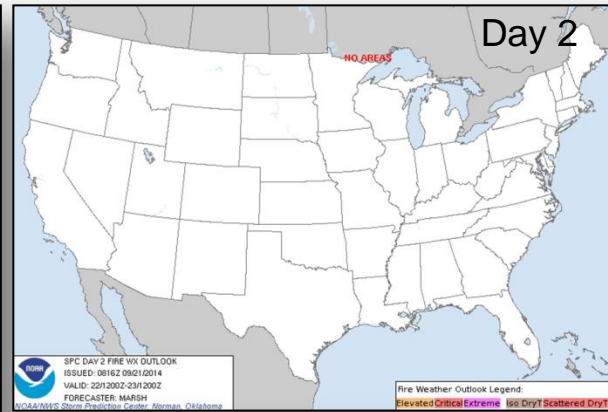 Day 2
NO AREAS
NOAA
SPC DAY 2 FIRE WX OUTLOOK
ISSUED: 0816Z 09/21/2014
VALID: 22/1200Z-23/1200Z
FORECASTER: MARSH
NOAA/NWS Storm Prediction Center, Norman, Oklahoma
Fire Weather Outlook Legend:
Elevated Critical Extreme Iso DryT Scattered DryT